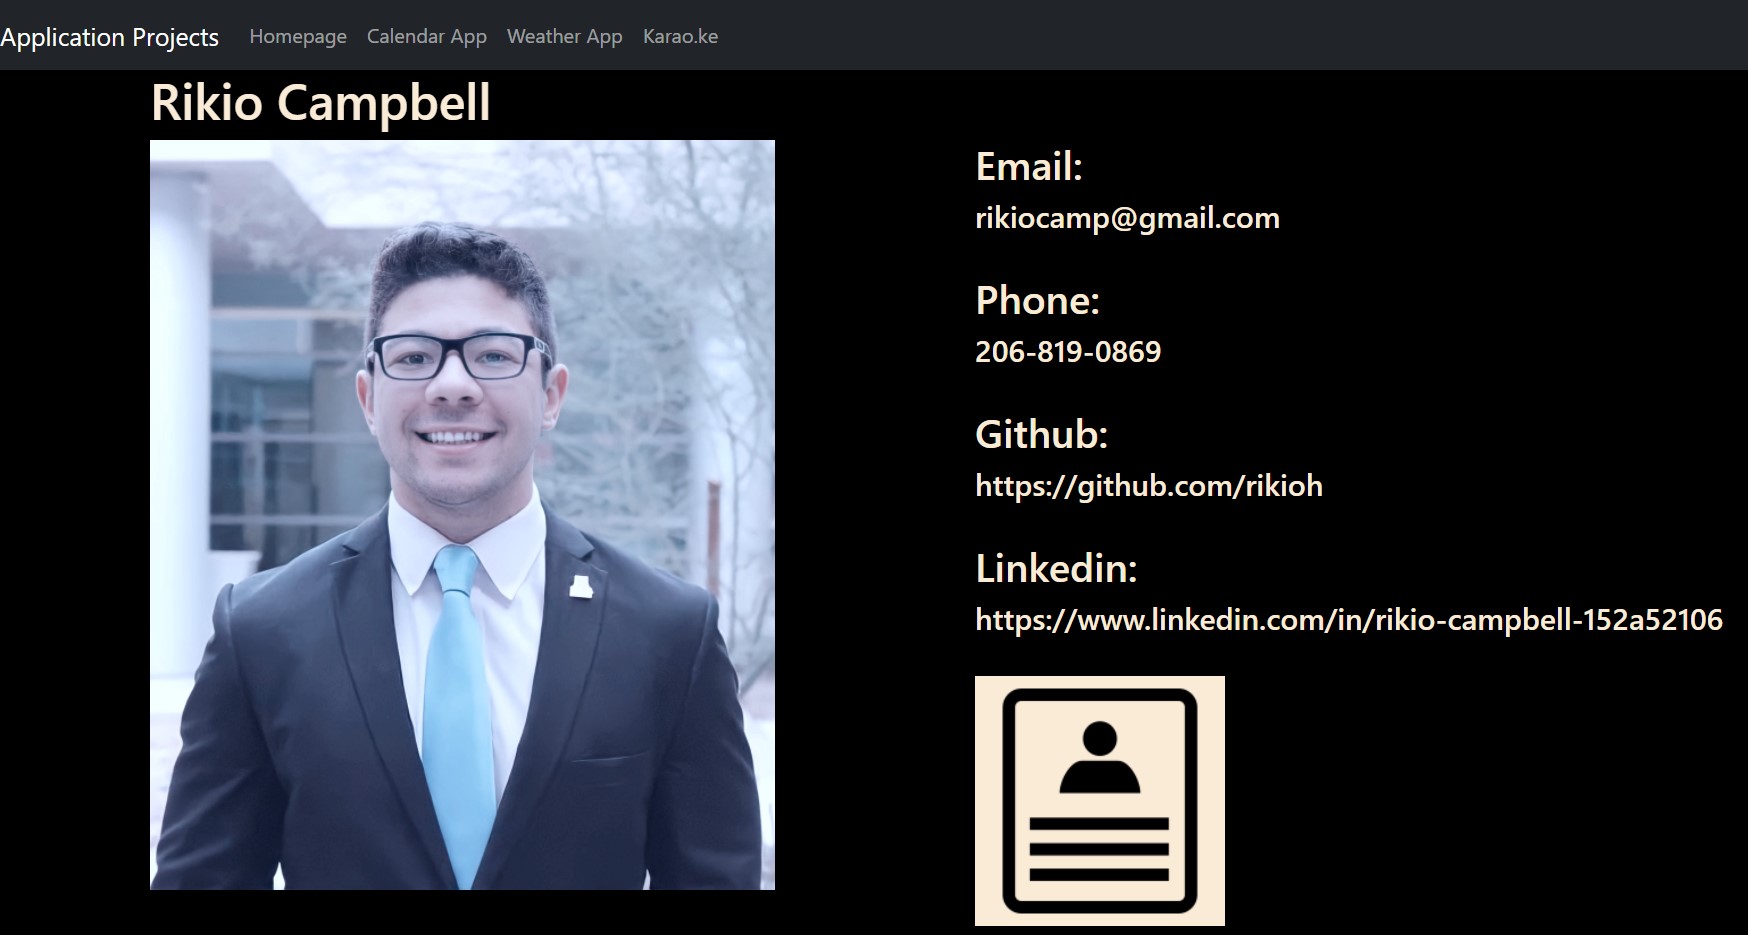 Application Projects Homepage Calendar App Weather App Karao.ke
Rikio Campbell
Email:
rikiocamp@gmail.com
Phone:
206-819-0869
Github:
https://github.com/rikioh
Linkedin:
https://www.linkedin.com/in/rikio-campbell-152a52106